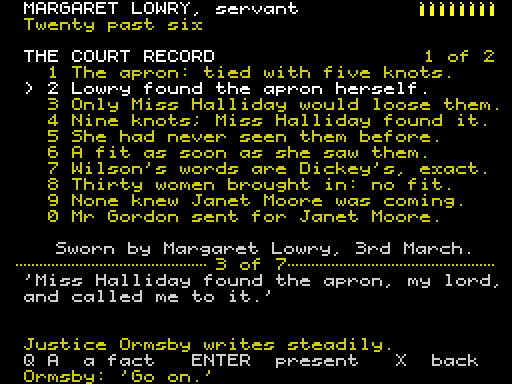 MARGARET LOWRY, servant
Twenty past six
THE COURT RECORD 1 of 2
1 The apron: tied with five knots.
> 2 Lowry found the apron herself.
3 Only Miss Halliday would loose them.
4 Nine knots; Miss Halliday found it.
5 She had never seen them before.
6 A fit as soon as she saw them.
7 Wilson's words are Dickey's, exact.
8 Thirty women brought in: no fit.
9 None knew Janet Moore was coming.
0 Mr Gordon sent for Janet Moore.
Sworn by Margaret Lowry, 3rd March.
3 of 7
'Miss Halliday found the apron, my lord,
and called me to it.'
Justice Ormsby writes steadily.
Q A a fact ENTER present X back
Ormsby: 'Go on.'